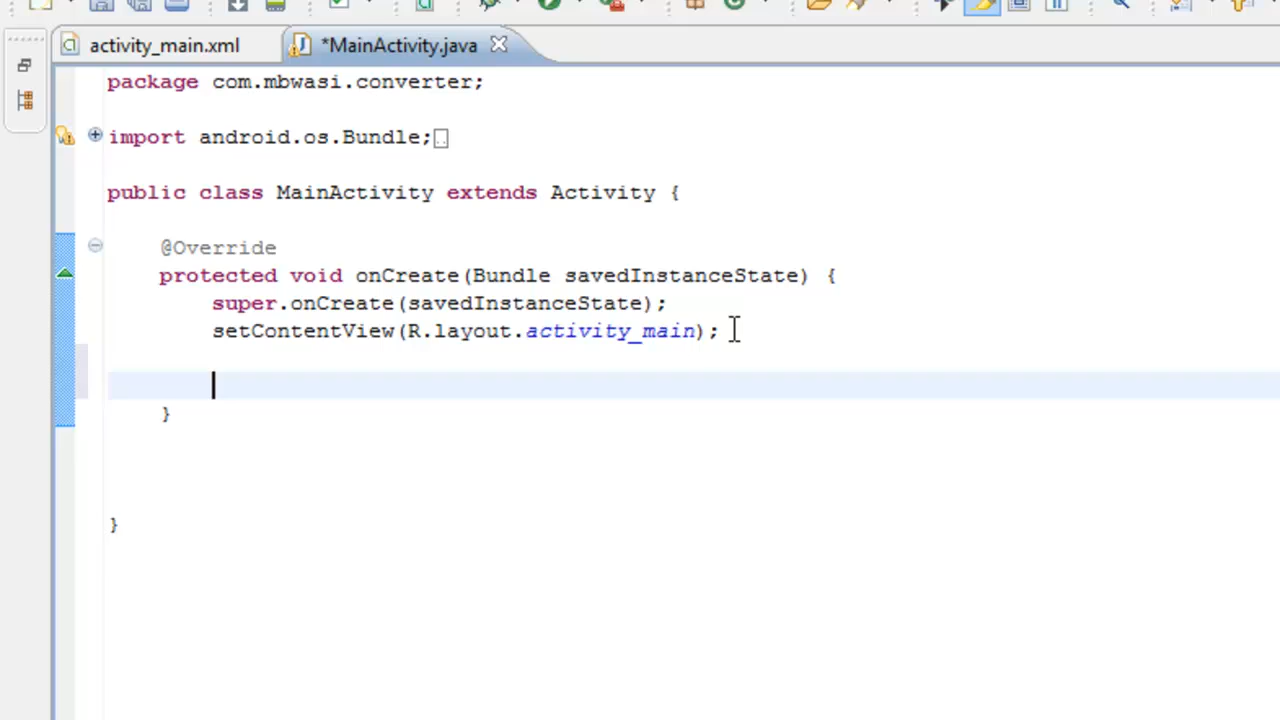 activity_main.xml
*MainActivity.java
package com.mbwasi.converter;
import android.os.Bundle;
public class MainActivity extends Activity {
@Override
protected void onCreate(Bundle savedInstanceState) {
super.onCreate(savedInstanceState);
setContentView(R.layout.activity_main);
}
}